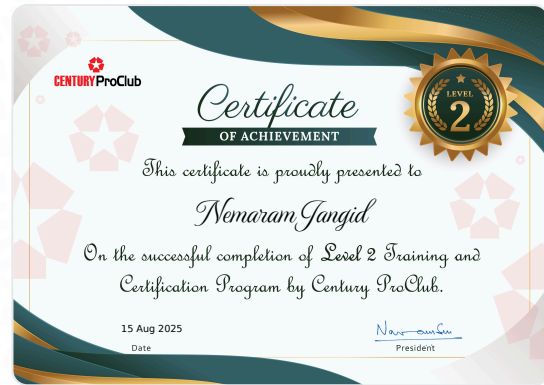 CENTURY ProClub
Certificate
OF ACHIEVEMENT
LEVEL
2
This certificate is proudly presented to
Nemaram Jangid
On the successful completion of Level 2 Training and
Certification Program by Century ProClub.
15 Aug 2025
Date
President